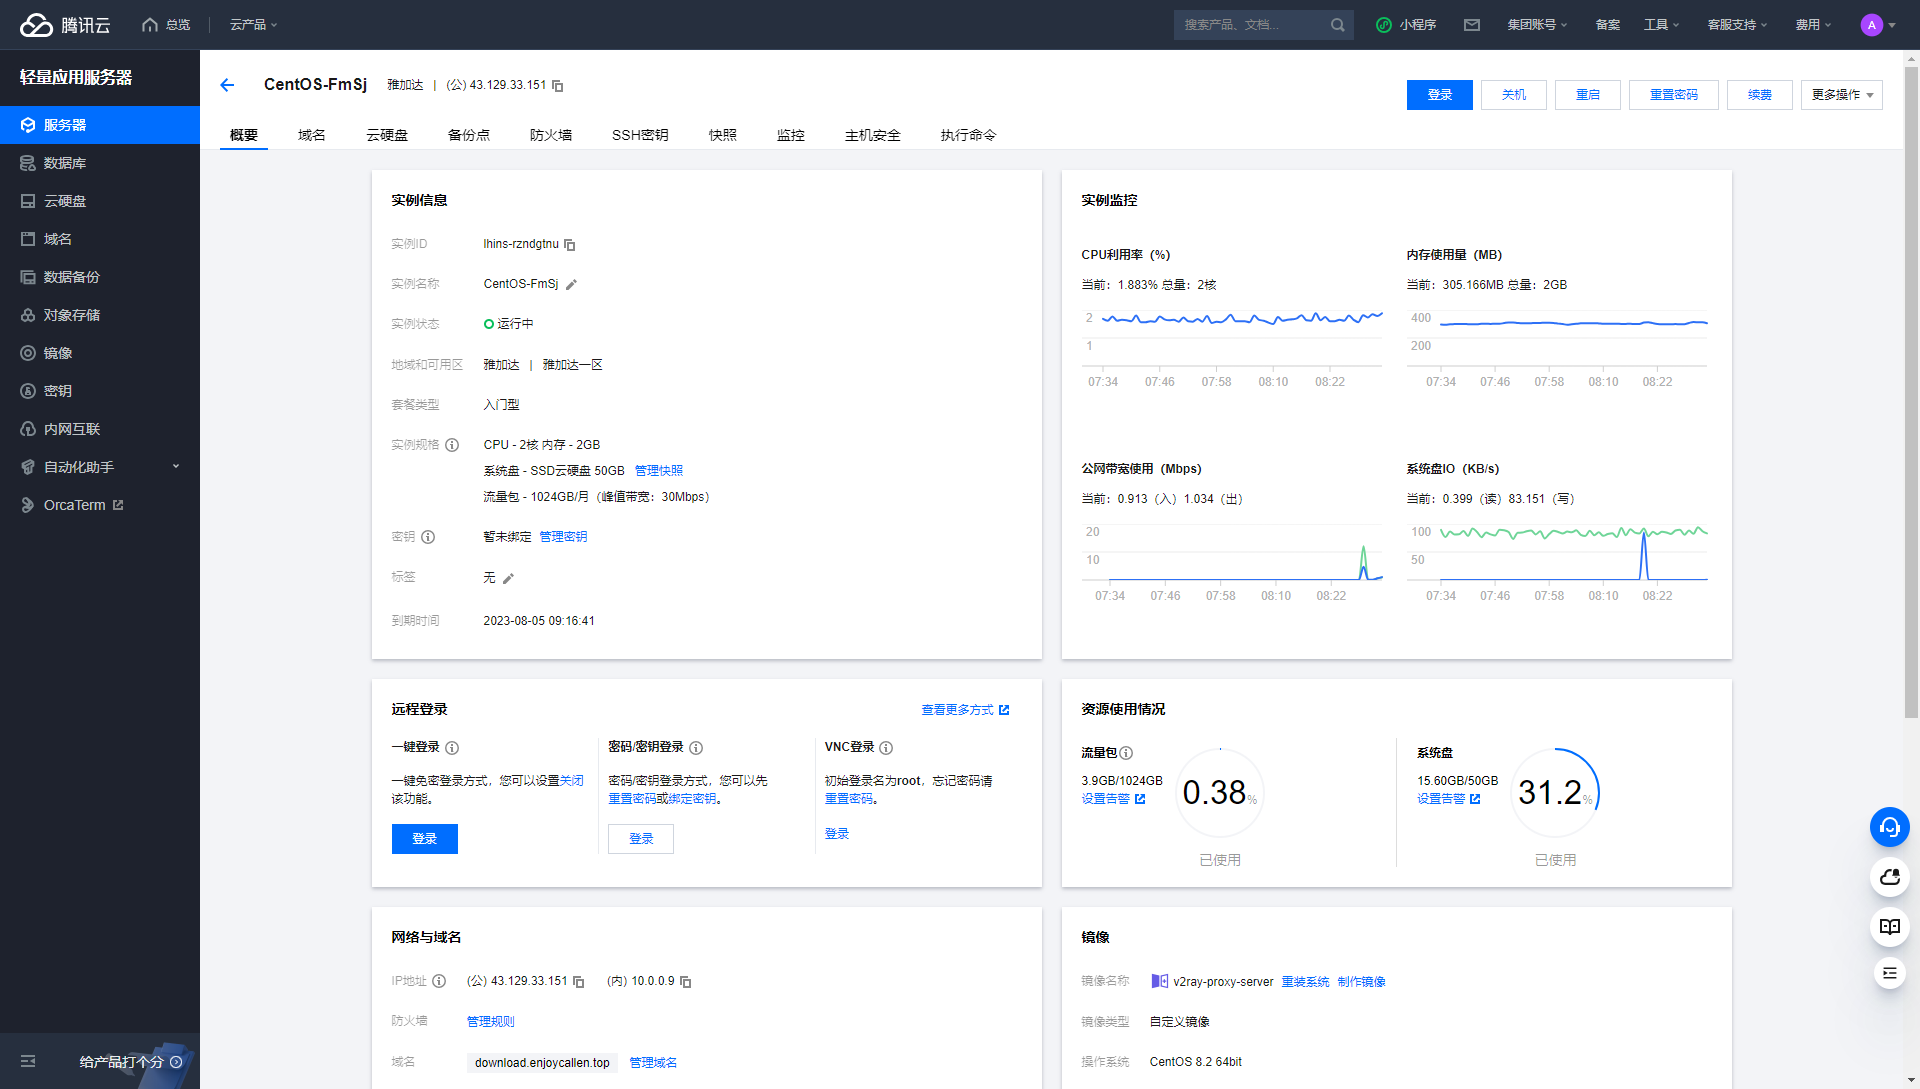 腾讯云
总览
云产品
搜索产品、文档...
小程序
集团账号
备案
工具
客服支持
费用
A
轻量应用服务器
服务器
数据库
云硬盘
域名
数据备份
对象存储
镜像
密钥
内网互联
自动化助手
OrcaTerm
给产品打个分
CentOS-FmSj 雅加达 | (公) 43.129.33.151
登录 关机 重启 重置密码 续费 更多操作
概要 域名 云硬盘 备份点 防火墙 SSH密钥 快照 监控 主机安全 执行命令
实例信息
实例ID lhins-rzndgtnu
实例名称 CentOS-FmSj
实例状态 运行中
地域和可用区 雅加达 | 雅加达一区
套餐类型 入门型
实例规格 CPU - 2核 内存 - 2GB
系统盘 - SSD云硬盘 50GB 管理快照
流量包 - 1024GB/月（峰值带宽：30Mbps）
密钥 暂未绑定 管理密钥
标签 无
到期时间 2023-08-05 09:16:41
实例监控
CPU利用率（%）
当前：1.883% 总量：2核
2
1
07:34 07:46 07:58 08:10 08:22
内存使用量（MB）
当前：305.166MB 总量：2GB
400
200
07:34 07:46 07:58 08:10 08:22
公网带宽使用（Mbps）
当前：0.913（入）1.034（出）
20
10
07:34 07:46 07:58 08:10 08:22
系统盘IO（KB/s）
当前：0.399（读）83.151（写）
100
50
07:34 07:46 07:58 08:10 08:22
远程登录
查看更多方式
一键登录
一键免密登录方式，您可以设置关闭
该功能。
登录
密码/密钥登录
密码/密钥登录方式，您可以先
重置密码或绑定密钥。
登录
VNC登录
初始登录名为root，忘记密码请
重置密码。
登录
资源使用情况
流量包
3.9GB/1024GB
设置告警
0.38%
已使用
系统盘
15.60GB/50GB
设置告警
31.2%
已使用
网络与域名
IP地址 (公) 43.129.33.151 (内) 10.0.0.9
防火墙 管理规则
域名 download.enjoycallen.top 管理域名
镜像
镜像名称 v2ray-proxy-server 重装系统 制作镜像
镜像类型 自定义镜像
操作系统 CentOS 8.2 64bit